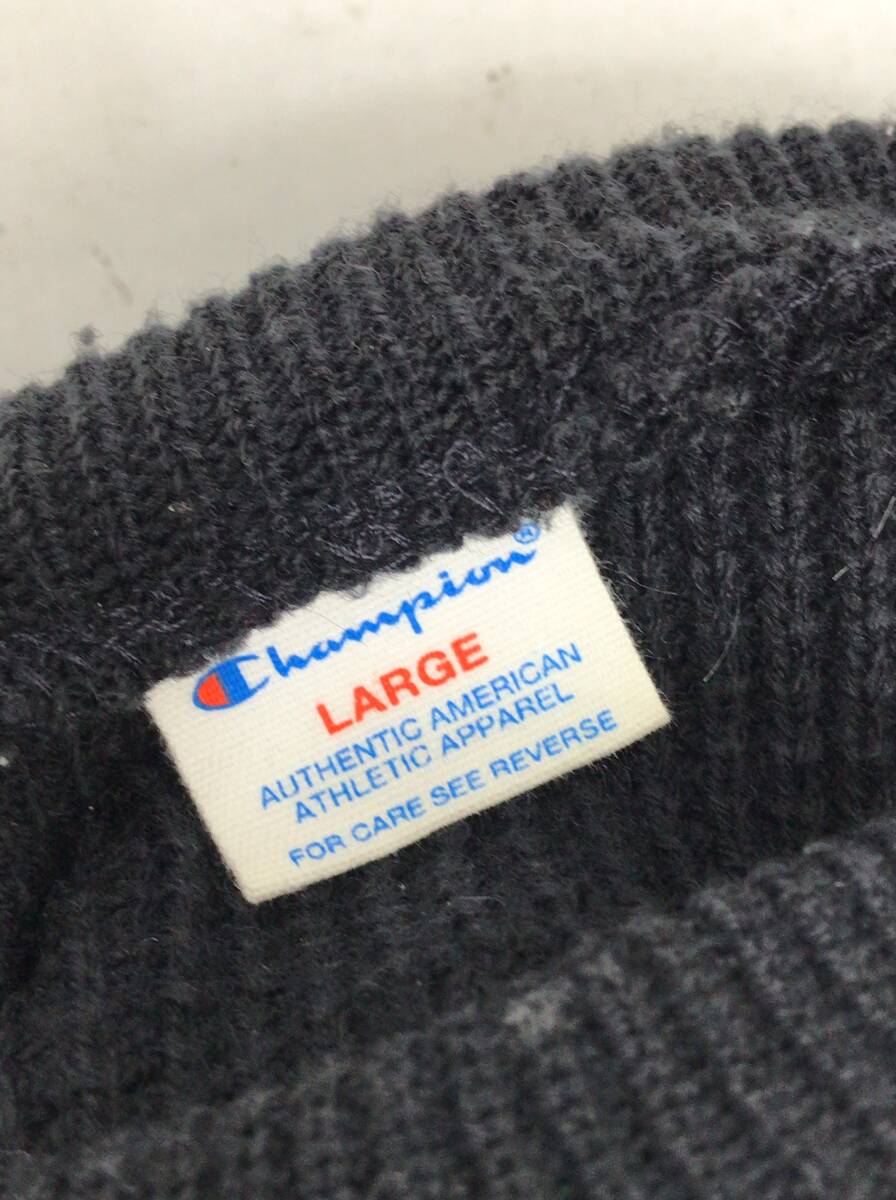 Champion®
LARGE
AUTHENTIC AMERICAN
ATHLETIC APPAREL
FOR CARE SEE REVERSE